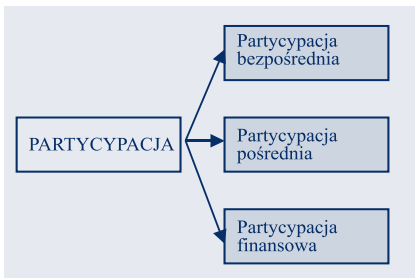 Partycypacja
bezpośrednia
PARTYCYPACJA
Partycypacja
pośrednia
Partycypacja
finansowa